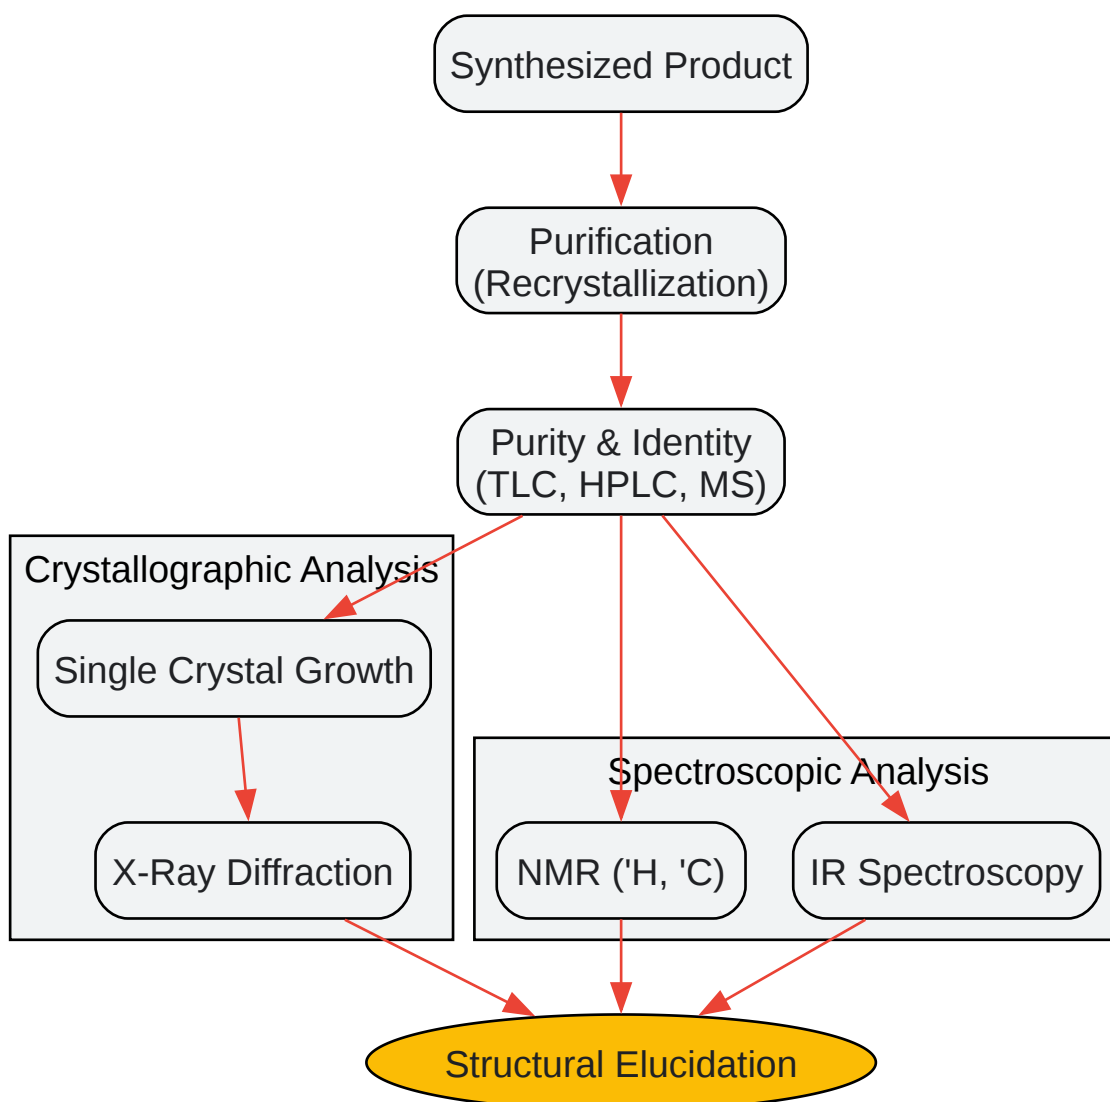 Synthesized Product
Purification
(Recrystallization)
Purity & Identity
(TLC, HPLC, MS)
Crystallographic Analysis
Single Crystal Growth
X-Ray Diffraction
Spectroscopic Analysis
NMR ('H, 'C)
IR Spectroscopy
Structural Elucidation